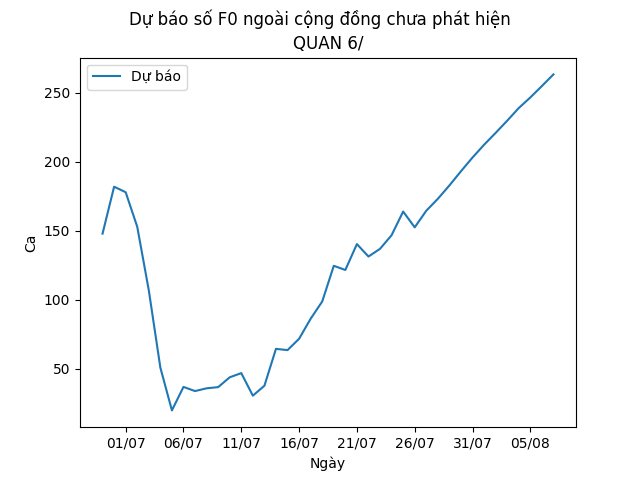 Dự báo số F0 ngoài cộng đồng chưa phát hiện
QUAN 6/
Dự báo
Ca
250
200
150
100
50
01/07 06/07 11/07 16/07 21/07 26/07 31/07 05/08
Ngày